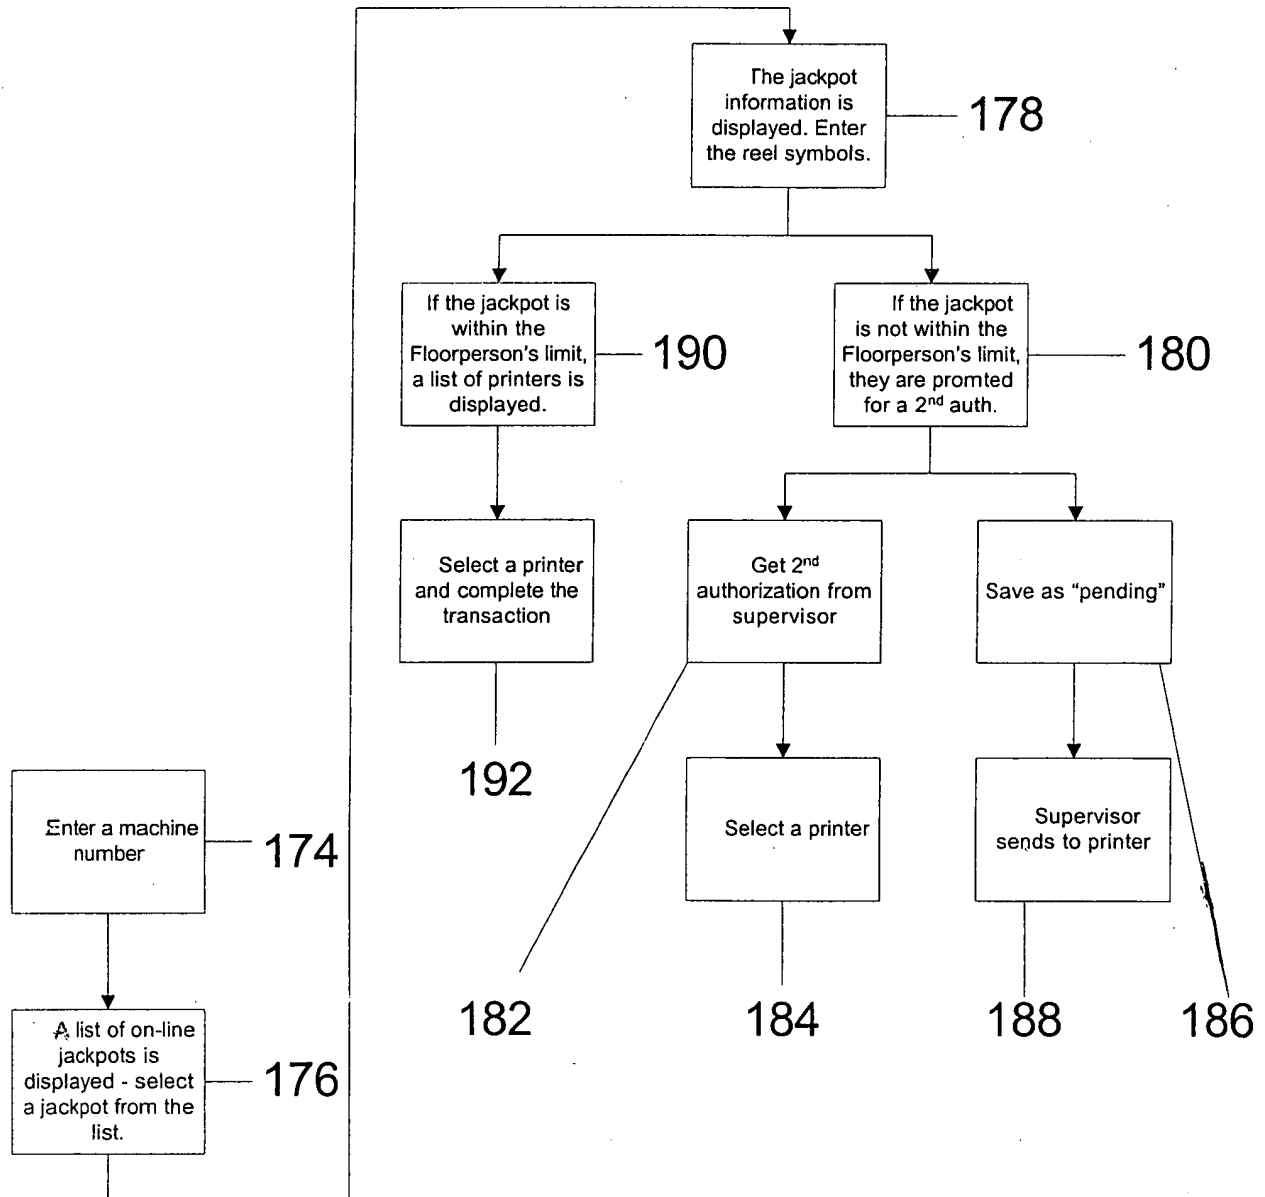 The jackpot
information is
displayed. Enter
the reel symbols.
178
If the jackpot is
within the
Floorperson's limit,
a list of printers is
displayed.
190
If the jackpot
is not within the
Floorperson's limit,
they are promted
for a 2nd auth.
180
Select a printer
and complete the
transaction
192
Get 2nd
authorization from
supervisor
182
Save as “pending”
186
Select a printer
184
Supervisor
sends to printer
188
Enter a machine
number
174
A list of on-line
jackpots is
displayed - select
a jackpot from the
list.
176